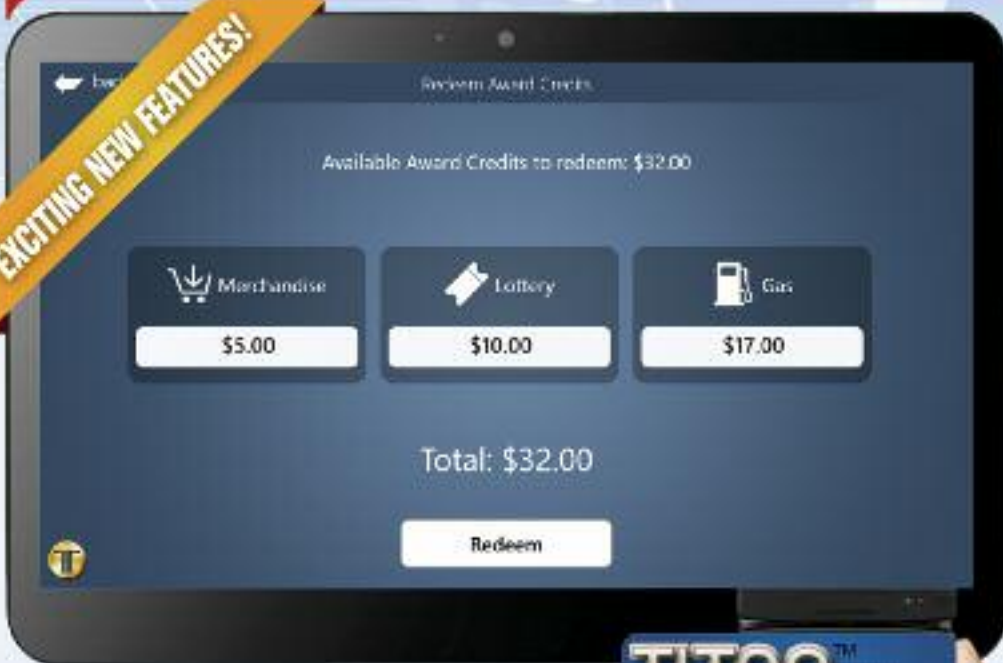 EXCITING NEW FEATURES!
Redeem Award Credits
Available Award Credits to redeem: $32.00
Merchandise Lottery Gas
$5.00 $10.00 $17.00
Total: $32.00
Redeem